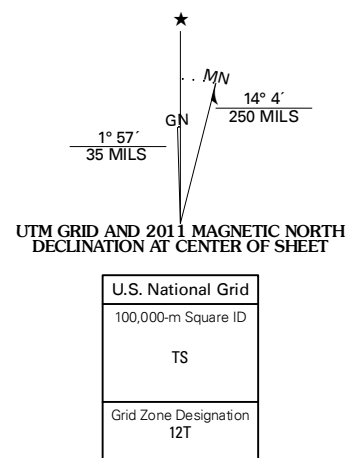 MN
GN
14° 4´
250 MILS
1° 57´
35 MILS
UTM GRID AND 2011 MAGNETIC NORTH
DECLINATION AT CENTER OF SHEET
U.S. National Grid
100,000-m Square ID
TS
Grid Zone Designation
12T